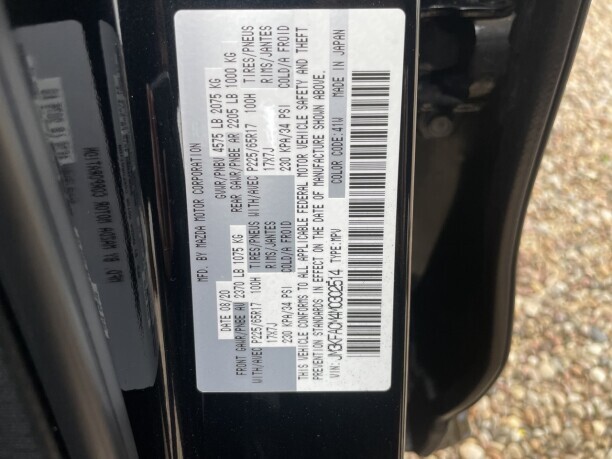 MFD. BY MAZDA MOTOR CORPORATION
DATE 08/20 GVWR/PNBV 4575 LB 2075 KG
FRONT GAWR/PNBE AV 2370 LB 1075 KG REAR GAWR/PNBE AR 2205 LB 1000 KG
WITH/AVEC P225/65R17 100H TIRES/PNEUS WITH/AVEC P225/65R17 100H TIRES/PNEUS
17X7J RIMS/JANTES 17X7J RIMS/JANTES
230 KPA/34 PSI COLD/A FROID 230 KPA/34 PSI COLD/A FROID
THIS VEHICLE CONFORMS TO ALL APPLICABLE FEDERAL MOTOR VEHICLE SAFETY AND THEFT
PREVENTION STANDARDS IN EFFECT ON THE DATE OF MANUFACTURE SHOWN ABOVE.
VIN: JM3KFACM4M0302514 TYPE:MPV COLOR CODE:41W MADE IN JAPAN